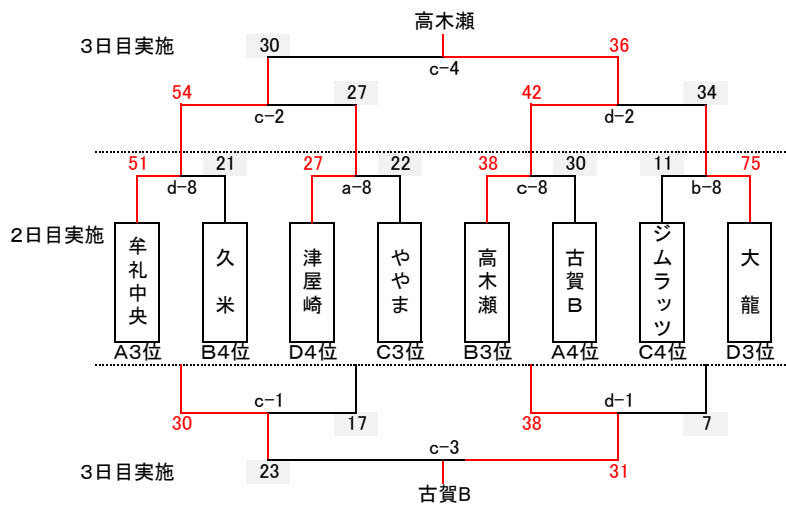 高木瀬
3日目実施
30
36
c-4
54
27
42
34
c-2
d-2
51
21
27
22
38
30
11
75
d-8
a-8
c-8
b-8
2日目実施
牟礼中央
久米
津屋崎
ややま
高木瀬
古賀B
ジムラッツ
大龍
A3位
B4位
D4位
C3位
B3位
A4位
C4位
D3位
c-1
d-1
30
17
38
7
c-3
3日目実施
23
31
古賀B